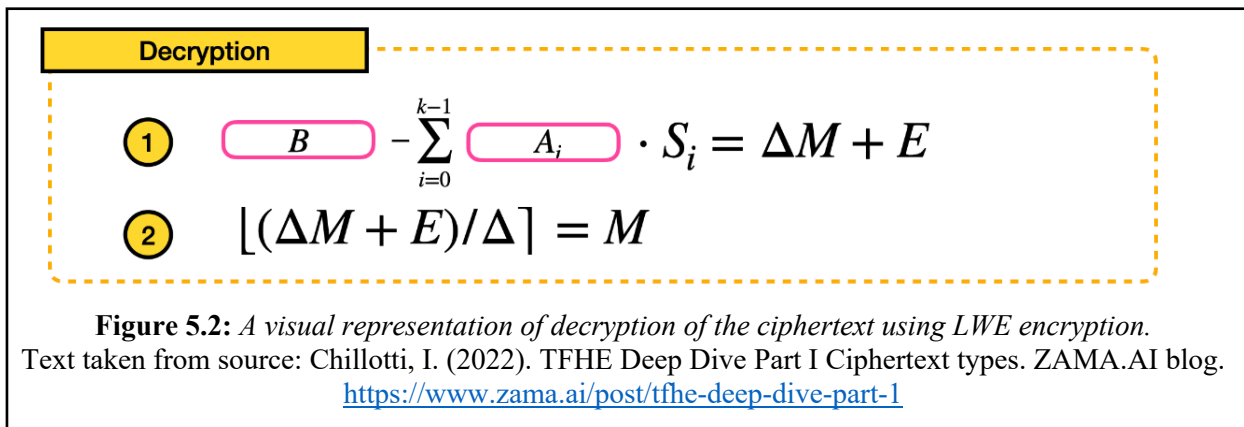 Decryption
1 B - ∑_{i=0}^{k-1} A_i · S_i = ΔM + E
2 ⌊(ΔM + E)/Δ⌉ = M
Figure 5.2: A visual representation of decryption of the ciphertext using LWE encryption.
Text taken from source: Chillotti, I. (2022). TFHE Deep Dive Part I Ciphertext types. ZAMA.AI blog.
https://www.zama.ai/post/tfhe-deep-dive-part-1